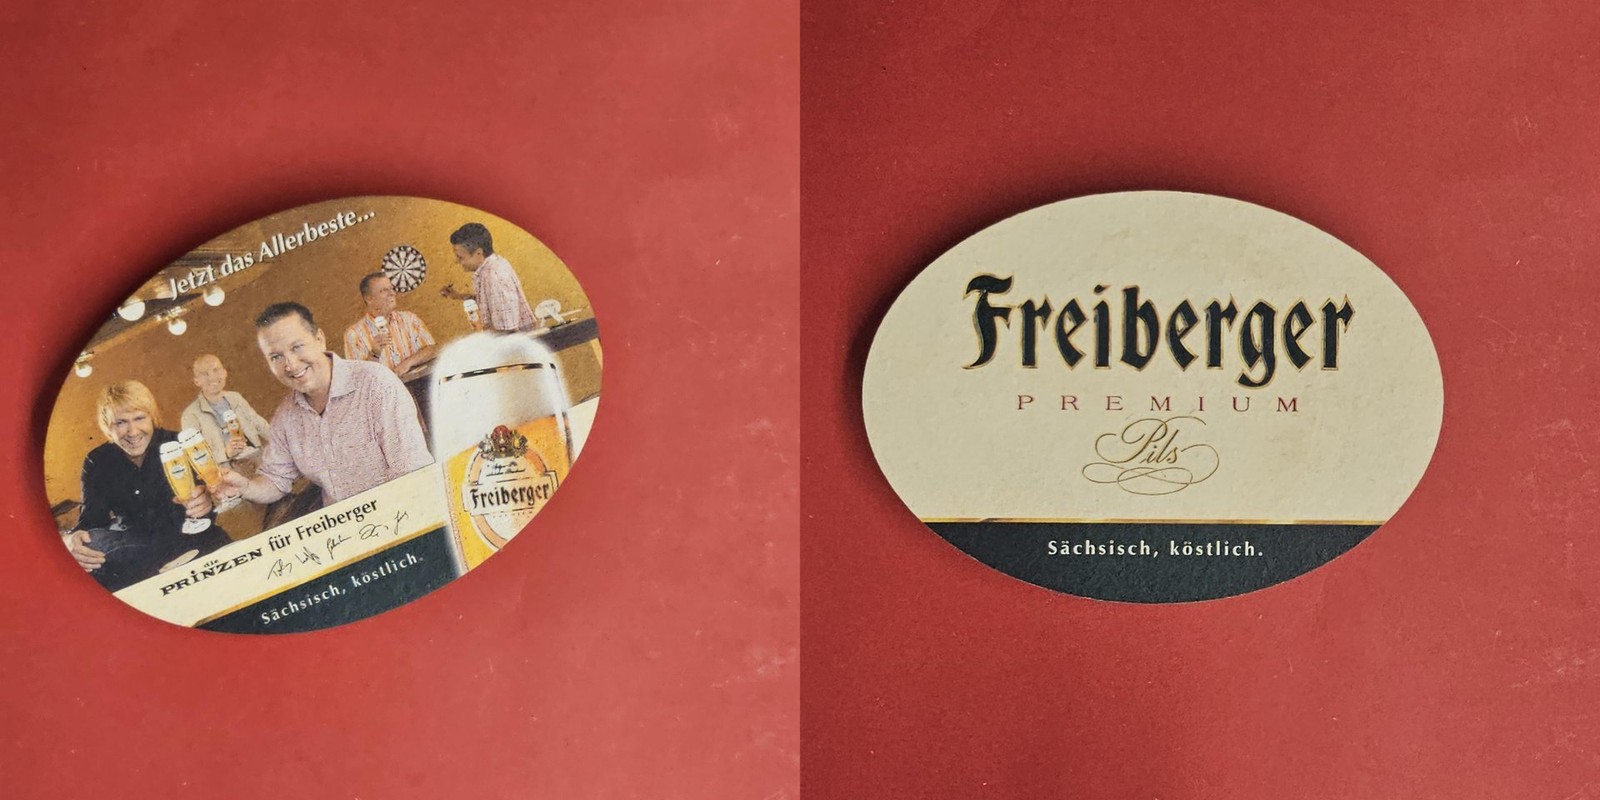 Jetzt das Allerbeste...
die
PRINZEN für Freiberger
Sächsisch, köstlich.
Freiberger
Freiberger
PREMIUM
Pils
Sächsisch, köstlich.